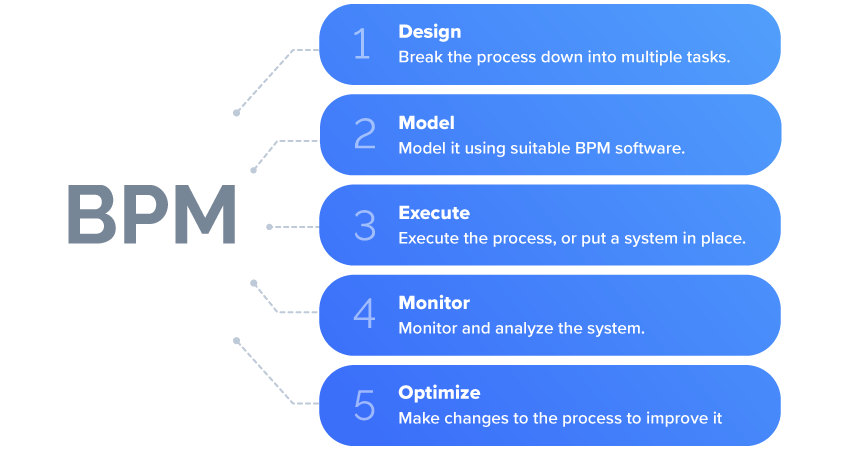 BPM
1
Design
Break the process down into multiple tasks.
2
Model
Model it using suitable BPM software.
3
Execute
Execute the process, or put a system in place.
4
Monitor
Monitor and analyze the system.
5
Optimize
Make changes to the process to improve it